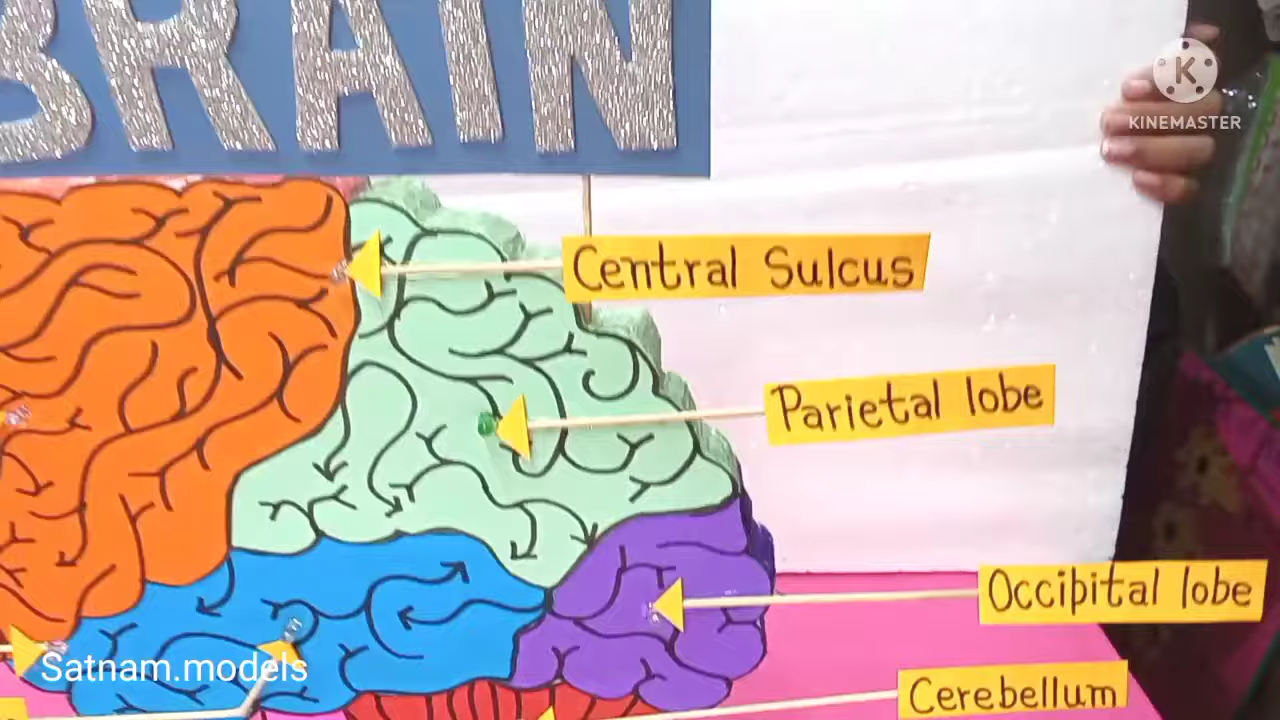 BRAIN
K
KINEMASTER
Central Sulcus
Parietal lobe
Occipital lobe
Satnam.models
Cerebellum